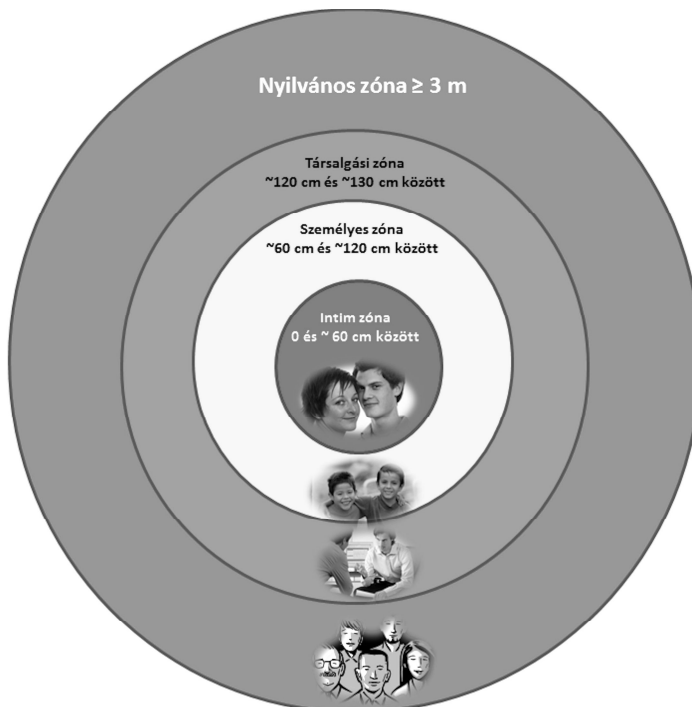 Nyilvános zóna ≥ 3 m
Társalgási zóna
~120 cm és ~130 cm között
Személyes zóna
~60 cm és ~120 cm között
Intim zóna
0 és ~ 60 cm között